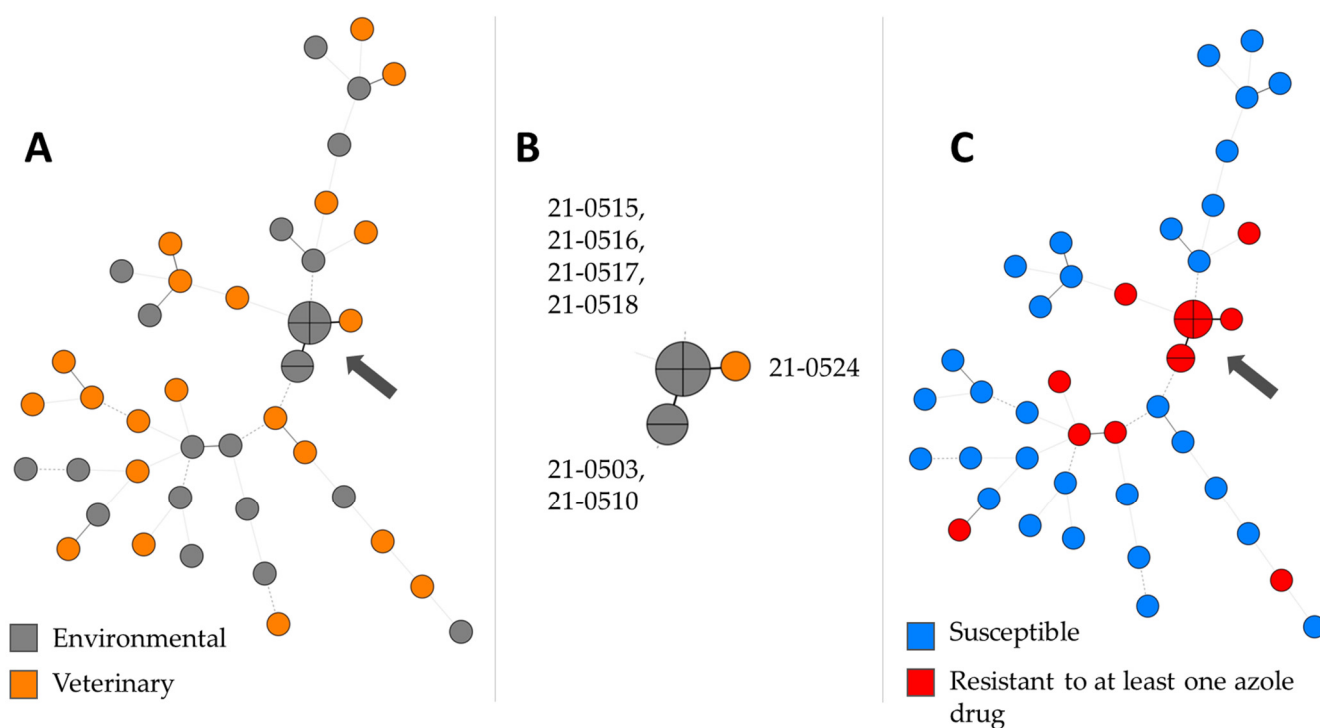 A
Environmental
Veterinary
B
21-0515,
21-0516,
21-0517,
21-0518
21-0524
21-0503,
21-0510
C
Susceptible
Resistant to at least one azole
drug